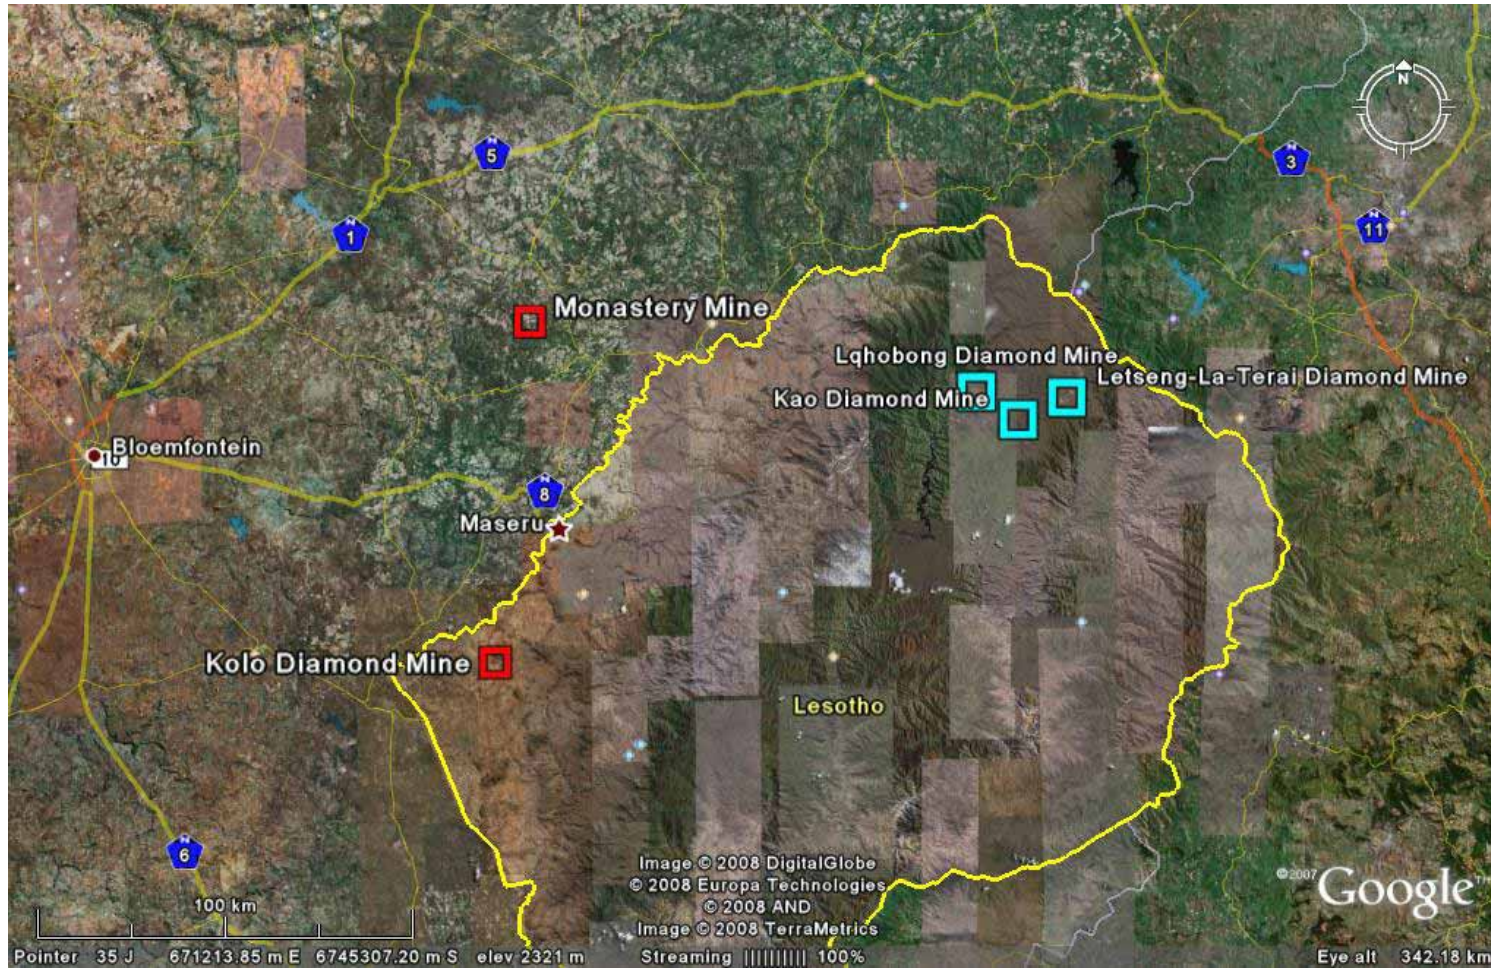 5
3
1
11
Monastery Mine
Lqhobong Diamond Mine
Letseng-La-Terai Diamond Mine
Kao Diamond Mine
Bloemfontein
10
8
Maseru
Kolo Diamond Mine
Lesotho
6
N
Image © 2008 DigitalGlobe
© 2008 Europa Technologies
© 2008 AND
Image © 2008 TerraMetrics
©2007 Google™
100 km
Pointer 35 J 671213.85 m E 6745307.20 m S elev 2321 m
Streaming |||||||||| 100%
Eye alt 342.18 km